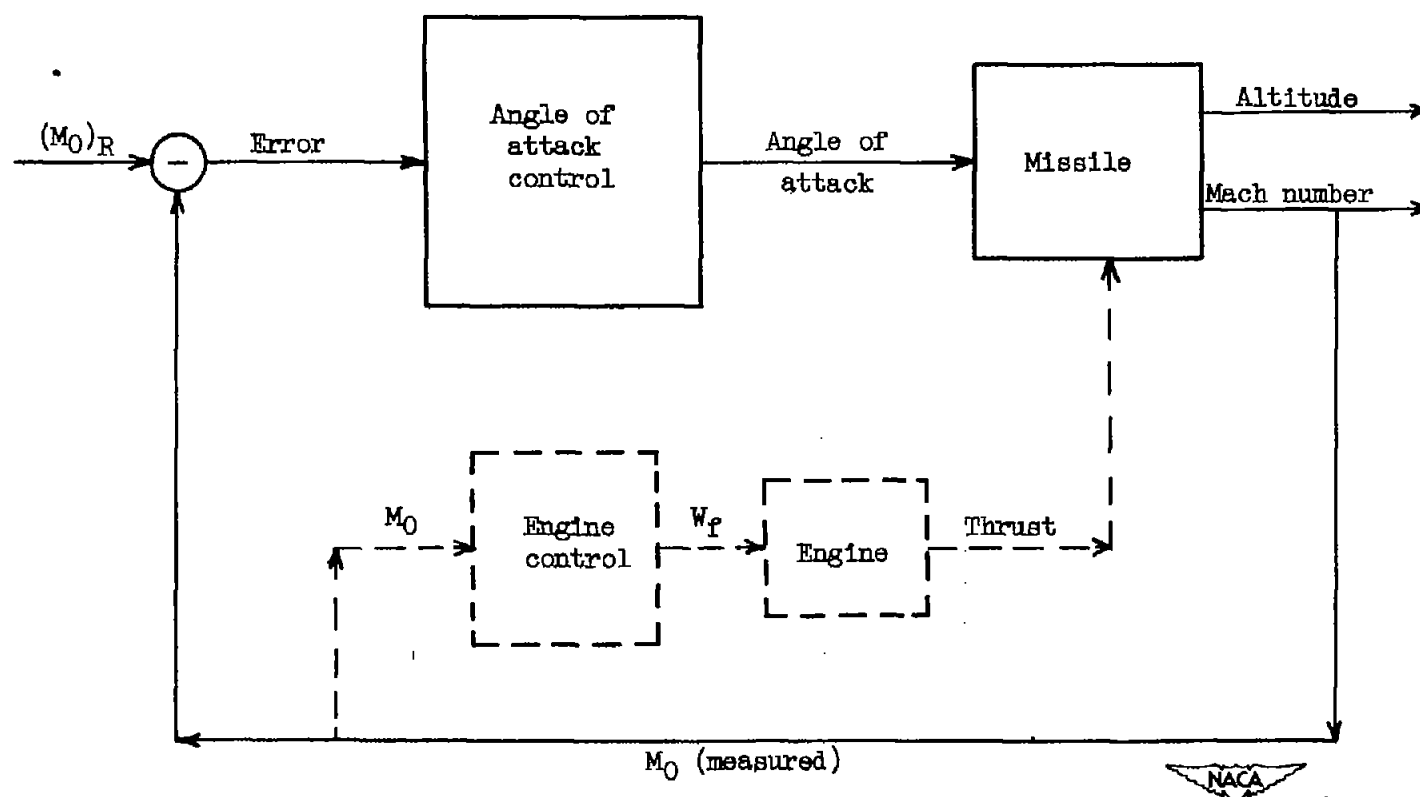 (M0)R
Error
Angle of
attack
control
Angle of
attack
Missile
Altitude
Mach number
M0
Engine
control
Wf
Engine
Thrust
M0 (measured)
NACA